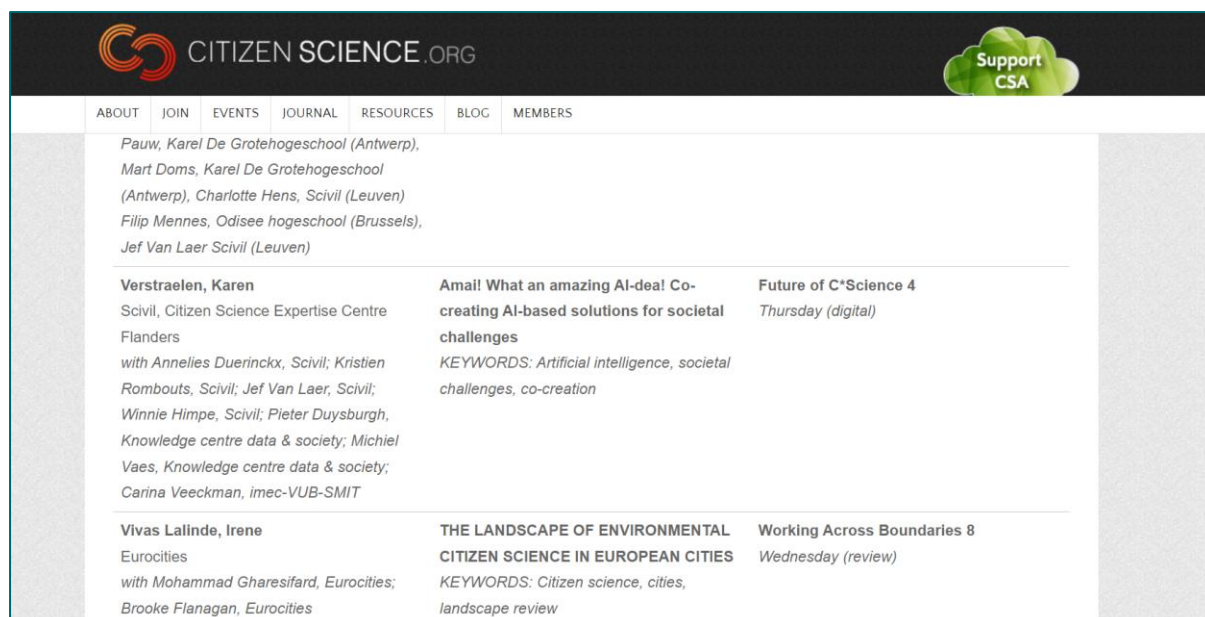 CITIZEN SCIENCE.ORG
Support
CSA
ABOUT JOIN EVENTS JOURNAL RESOURCES BLOG MEMBERS
Pauw, Karel De Grotehogeschool (Antwerp),
Mart Doms, Karel De Grotehogeschool
(Antwerp), Charlotte Hens, Scivil (Leuven)
Filip Mennes, Odisee hogeschool (Brussels),
Jef Van Laer Scivil (Leuven)
Verstraelen, Karen
Scivil, Citizen Science Expertise Centre
Flanders
with Annelies Duerinckx, Scivil; Kristien
Rombouts, Scivil; Jef Van Laer, Scivil;
Winnie Himpe, Scivil; Pieter Duysburgh,
Knowledge centre data & society; Michiel
Vaes, Knowledge centre data & society;
Carina Veeckman, imec-VUB-SMIT
Amai! What an amazing AI-dea! Co-
creating AI-based solutions for societal
challenges
KEYWORDS: Artificial intelligence, societal
challenges, co-creation
Future of C*Science 4
Thursday (digital)
Vivas Lalinde, Irene
Eurocities
with Mohammad Gharesifard, Eurocities;
Brooke Flanagan, Eurocities
THE LANDSCAPE OF ENVIRONMENTAL
CITIZEN SCIENCE IN EUROPEAN CITIES
KEYWORDS: Citizen science, cities,
landscape review
Working Across Boundaries 8
Wednesday (review)